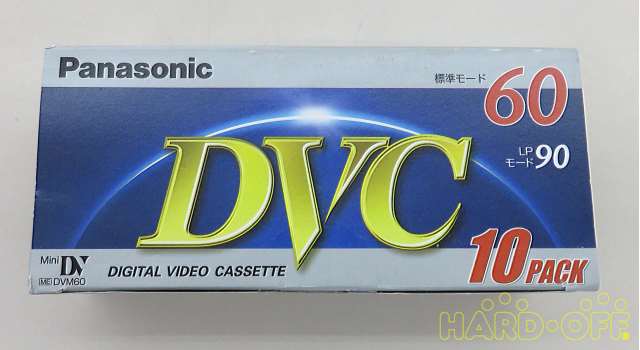 Panasonic
標準モード 60
LP
モード 90
DVC
Mini DV
ME DVM60
DIGITAL VIDEO CASSETTE
10 PACK
HARD·OFF